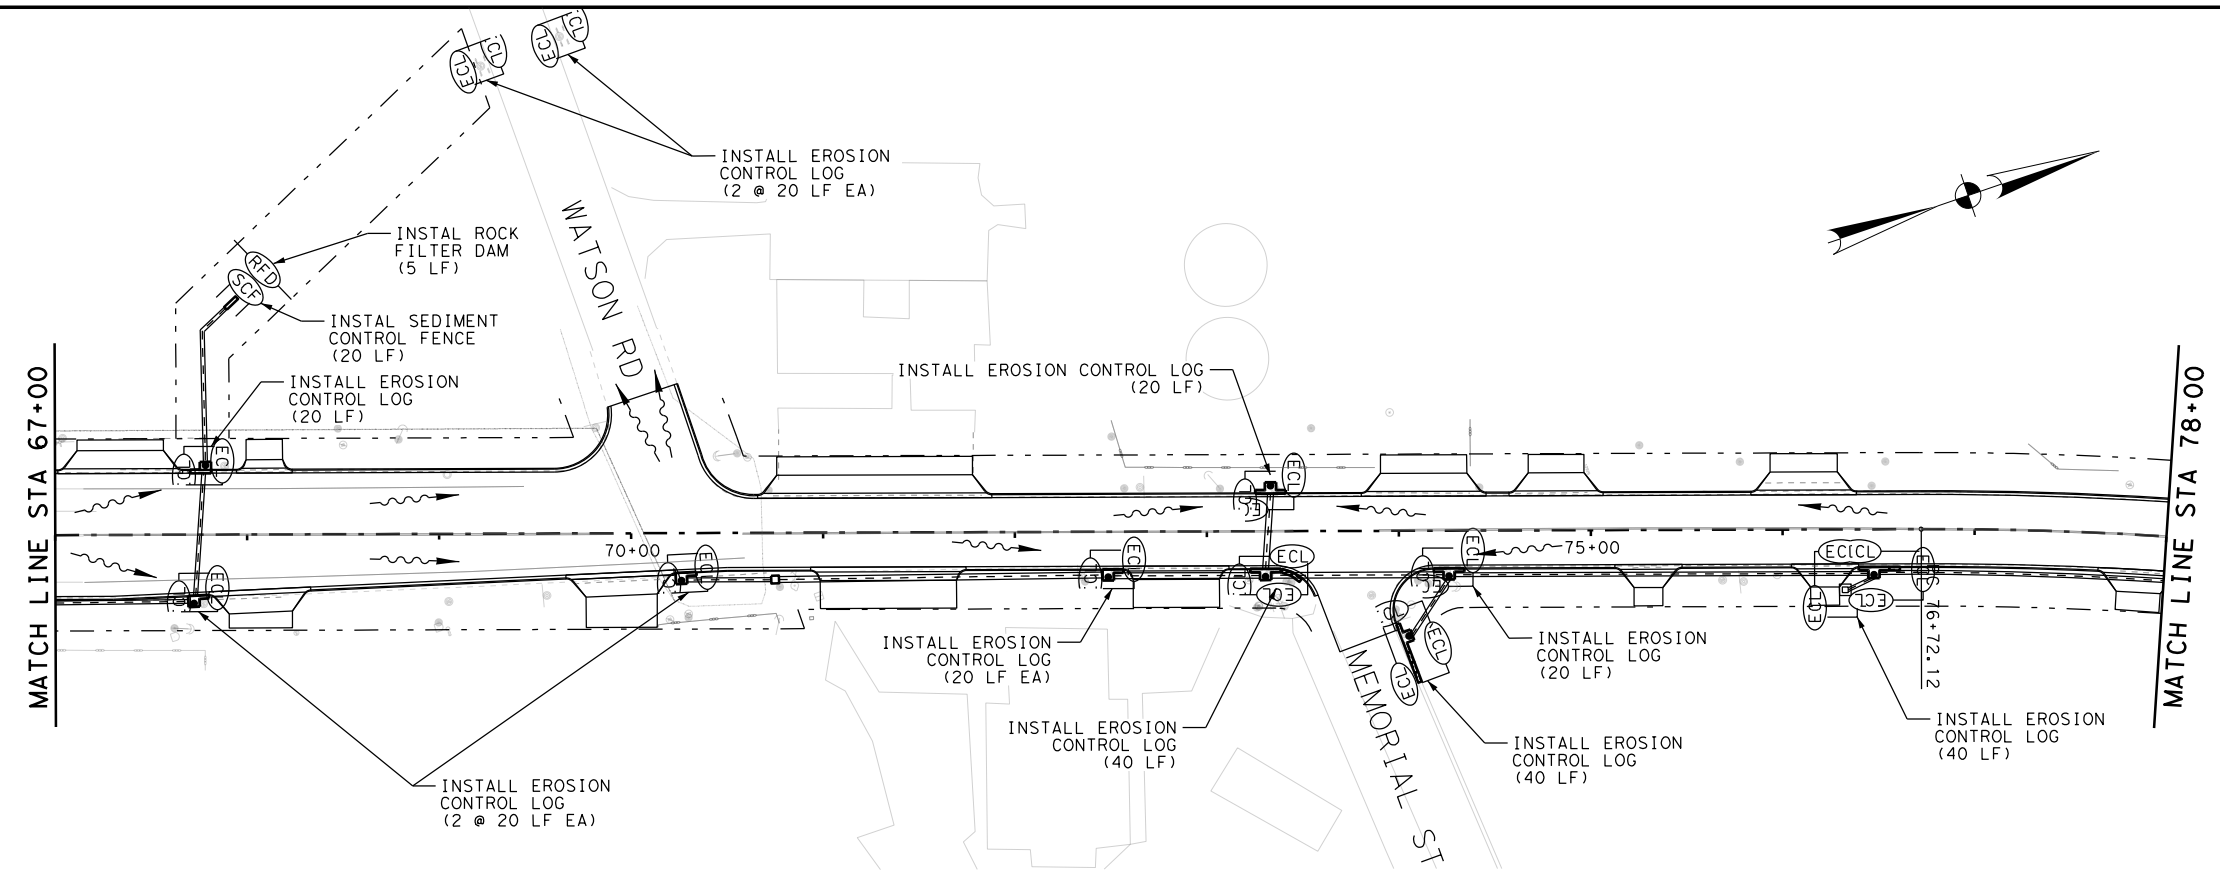 ECL
ECL
INSTALL EROSION
CONTROL LOG
(2 @ 20 LF EA)
WATSON RD
INSTAL ROCK
FILTER DAM
(5 LF)
RFD
SCF
INSTAL SEDIMENT
CONTROL FENCE
(20 LF)
INSTALL EROSION
CONTROL LOG
(20 LF)
INSTALL EROSION CONTROL LOG
(20 LF)
MATCH LINE STA 67+00
MATCH LINE STA 78+00
ECL
70+00
75+00
ECL
ECL
ECL
ECL
ECL
ECL
ECL
76+72.12
INSTALL EROSION
CONTROL LOG
(20 LF EA)
INSTALL EROSION
CONTROL LOG
(20 LF)
ECL
ECL
MEMORIAL ST
INSTALL EROSION
CONTROL LOG
(40 LF)
INSTALL EROSION
CONTROL LOG
(40 LF)
INSTALL EROSION
CONTROL LOG
(40 LF)
INSTALL EROSION
CONTROL LOG
(2 @ 20 LF EA)